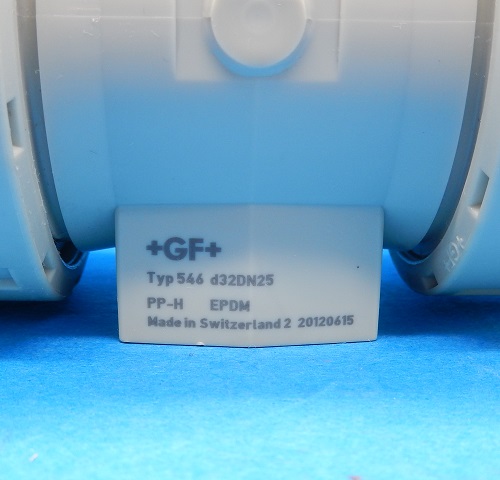 +GF+
Typ 546 d32DN25
PP-H EPDM
Made in Switzerland 2 20120615